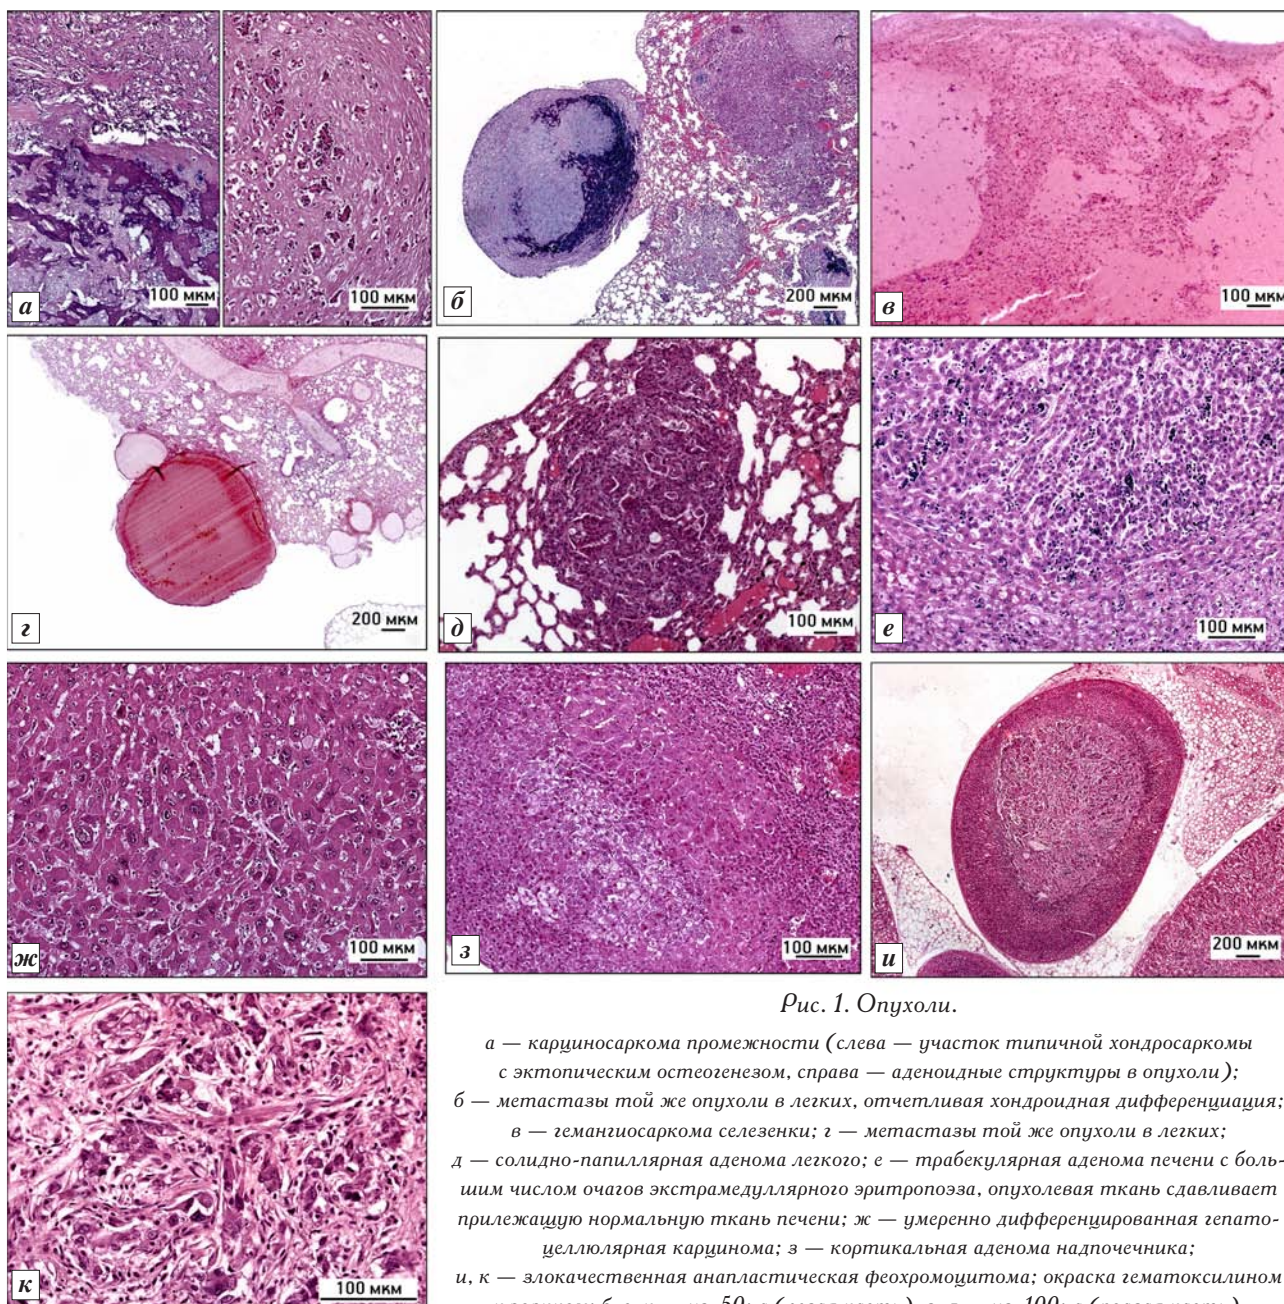 а
100 мкм
100 мкм
б
200 мкм
в
100 мкм
г
200 мкм
д
100 мкм
е
100 мкм
ж
100 мкм
з
100 мкм
и
200 мкм
к
100 мкм
Рис. 1. Опухоли.
а — карциносаркома промежности (слева — участок типичной хондросаркомы
с эктопическим остеогенезом, справа — аденоидные структуры в опухоли);
б — метастазы той же опухоли в легких, отчетливая хондроидная дифференциация;
в — гемангиосаркома селезенки; г — метастазы той же опухоли в легких;
д — солидно-папиллярная аденома легкого; е — трабекулярная аденома печени с боль-
шим числом очагов экстрамедуллярного эритропоэза, опухолевая ткань сдавливает
прилежащую нормальную ткань печени; ж — умеренно дифференцированная гепато-
целлюлярная карцинома; з — кортикальная аденома надпочечника;
и, к — злокачественная анапластическая феохромоцитома; окраска гематоксилином